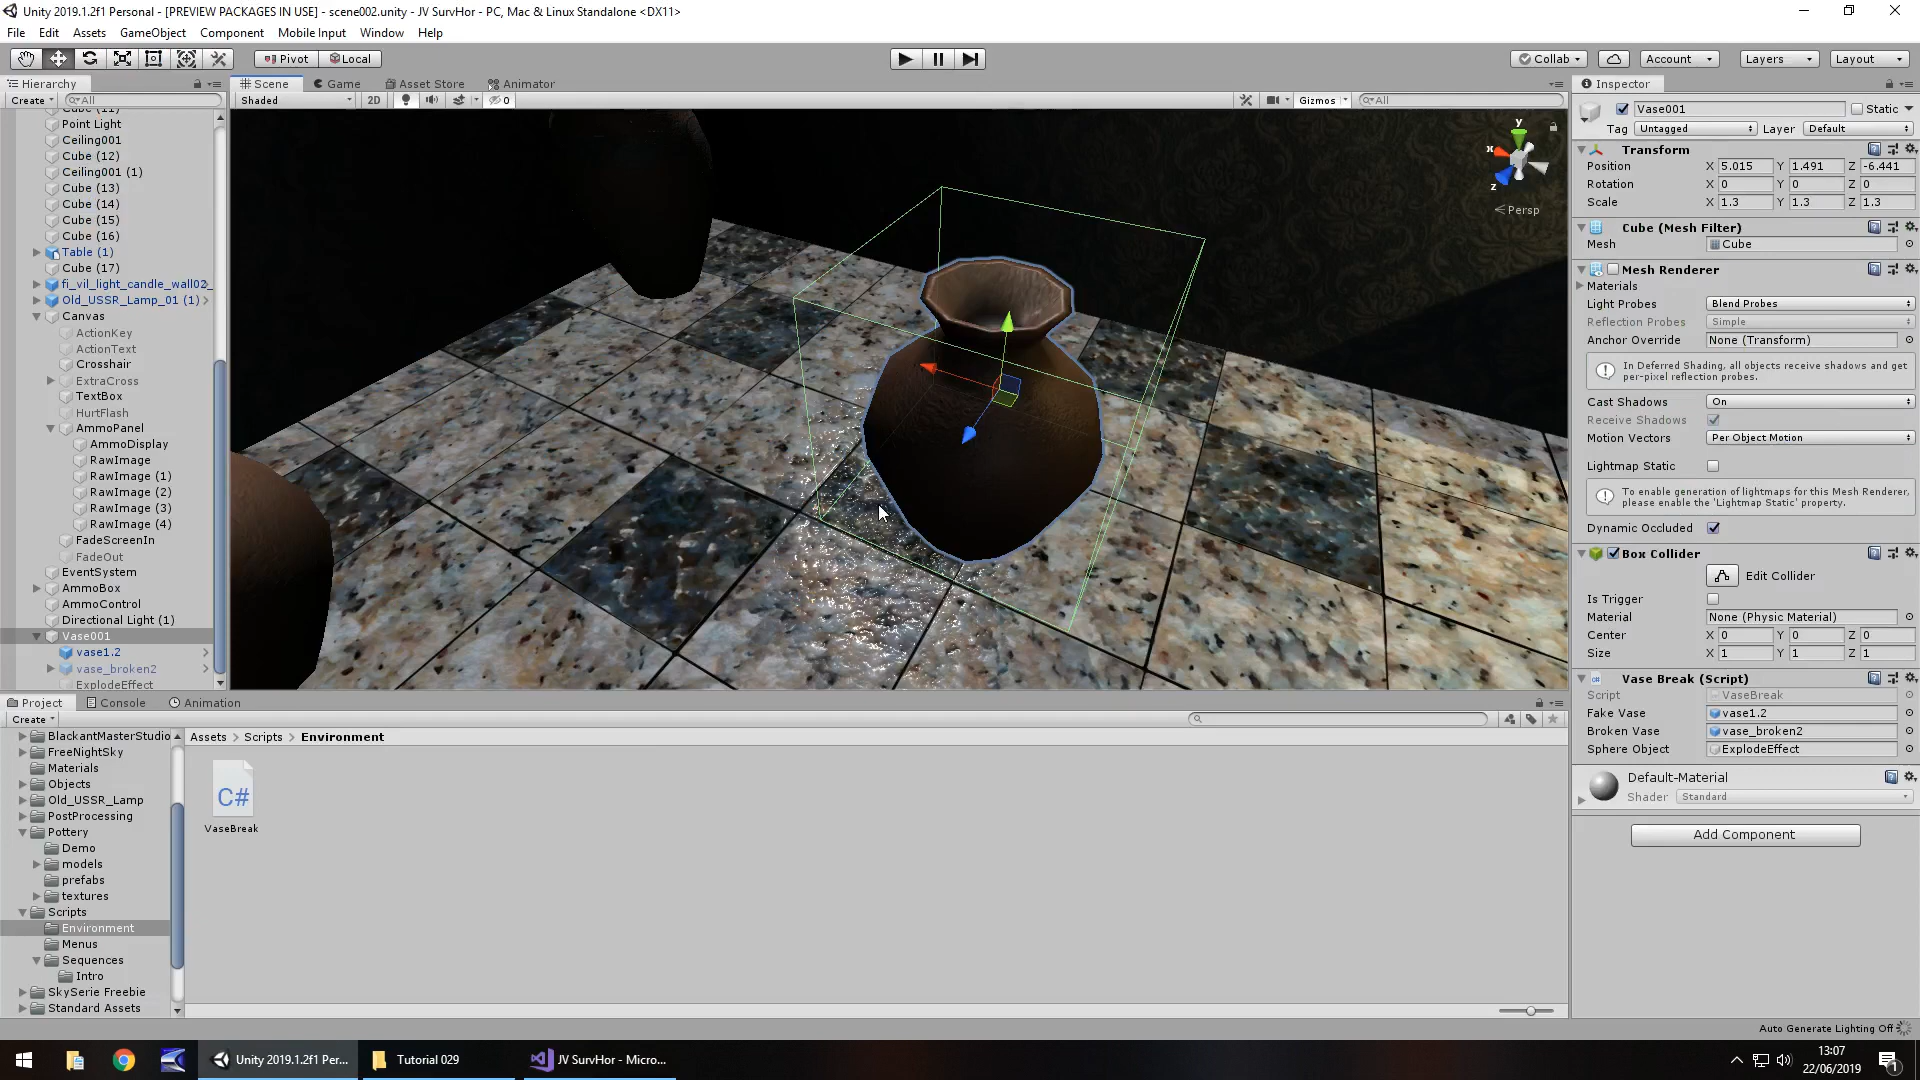 Unity 2019.1.2f1 Personal - [PREVIEW PACKAGES IN USE] - scene002.unity - JV SurvHor - PC, Mac & Linux Standalone <DX11>
File Edit Assets GameObject Component Mobile Input Window Help
Pivot Local Collab Account Layers Layout
Hierarchy Scene Game Asset Store Animator Inspector
Create All Shaded 2D 0 Gizmos All
Vase001 Static
Tag Untagged Layer Default
Cube (11)
Point Light
Ceiling001
Cube (12)
Ceiling001 (1)
Cube (13)
Cube (14)
Cube (15)
Cube (16)
Table (1)
Cube (17)
fi_vil_light_candle_wall02_
Old_USSR_Lamp_01 (1)
Canvas
ActionKey
ActionText
Crosshair
ExtraCross
TextBox
HurtFlash
AmmoPanel
AmmoDisplay
RawImage
RawImage (1)
RawImage (2)
RawImage (3)
RawImage (4)
FadeScreenIn
FadeOut
EventSystem
AmmoBox
AmmoControl
Directional Light (1)
Vase001
vase1.2
vase_broken2
ExplodeEffect
y
x
z
Persp
Transform
Position X 5.015 Y 1.491 Z -6.441
Rotation X 0 Y 0 Z 0
Scale X 1.3 Y 1.3 Z 1.3
Cube (Mesh Filter)
Mesh Cube
Mesh Renderer
Materials
Light Probes Blend Probes
Reflection Probes Simple
Anchor Override None (Transform)
In Deferred Shading, all objects receive shadows and get
per-pixel reflection probes.
Cast Shadows On
Receive Shadows
Motion Vectors Per Object Motion
Lightmap Static
To enable generation of lightmaps for this Mesh Renderer,
please enable the 'Lightmap Static' property.
Dynamic Occluded
Box Collider
Edit Collider
Is Trigger
Material None (Physic Material)
Center X 0 Y 0 Z 0
Size X 1 Y 1 Z 1
Vase Break (Script)
Script VaseBreak
Fake Vase vase1.2
Broken Vase vase_broken2
Sphere Object ExplodeEffect
Default-Material
Shader Standard
Add Component
Project Console Animation
Create
BlackantMasterStudio
FreeNightSky
Materials
Objects
Old_USSR_Lamp
PostProcessing
Pottery
Demo
models
prefabs
textures
Scripts
Environment
Menus
Sequences
Intro
SkySerie Freebie
Standard Assets
Assets > Scripts > Environment
C#
VaseBreak
Auto Generate Lighting Off
Unity 2019.1.2f1 Per... Tutorial 029 JV SurvHor - Micro...
13:07
22/06/2019
1